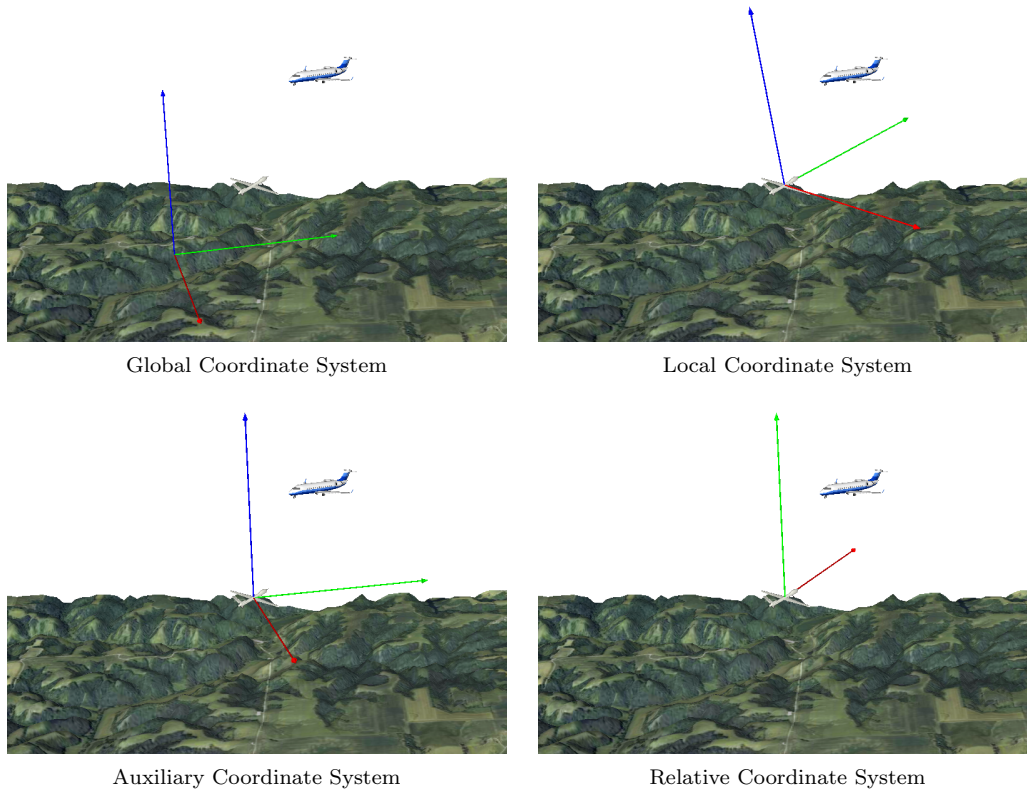 Global Coordinate System
Local Coordinate System
Auxiliary Coordinate System
Relative Coordinate System